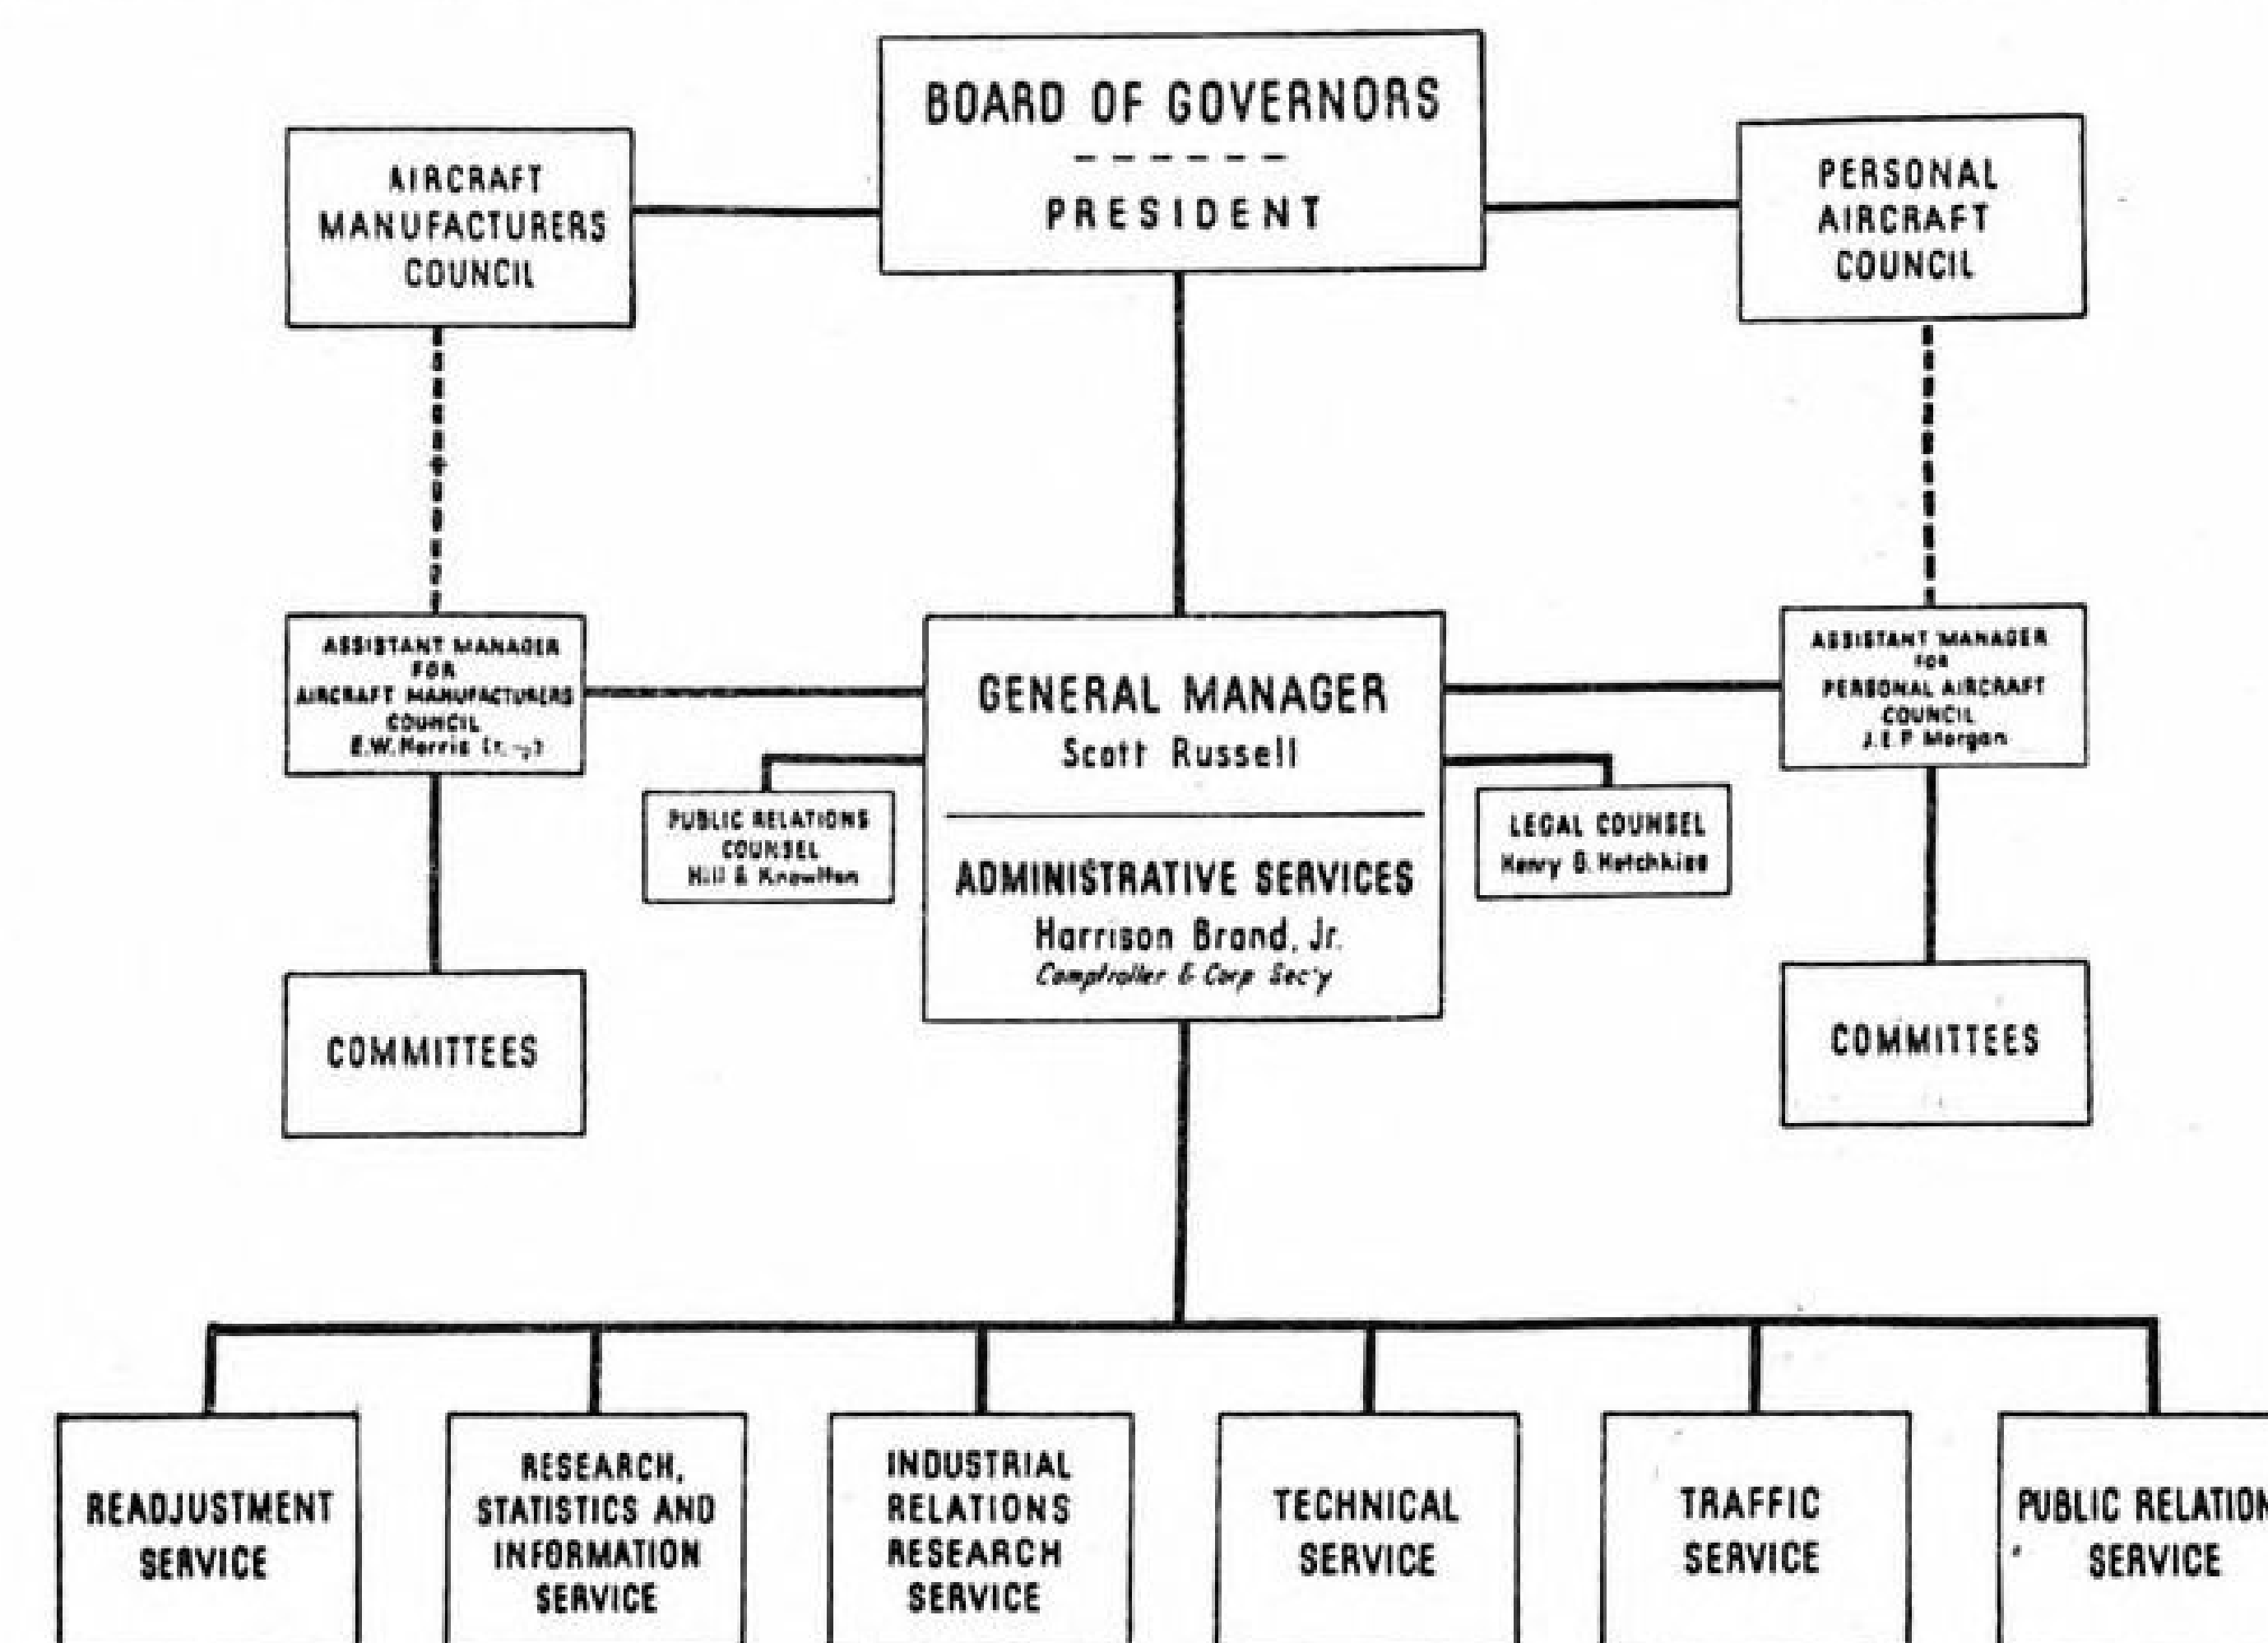 BOARD OF GOVERNORS
PRESIDENT
AIRCRAFT
MANUFACTURERS
COUNCIL
PERSONAL
AIRCRAFT
COUNCIL
ASSISTANT MANAGER
FOR
AIRCRAFT MANUFACTURERS
COUNCIL
E.W. Norris
GENERAL MANAGER
Scott Russell
ADMINISTRATIVE SERVICES
Harrison Brand, Jr.
Comptroller & Corp Sec'y
ASSISTANT MANAGER
FOR
PERSONAL AIRCRAFT
COUNCIL
J.E.P. Morgan
PUBLIC RELATIONS
COUNSEL
Hill & Knowlton
LEGAL COUNSEL
Henry G. Hotchkiss
COMMITTEES
COMMITTEES
READJUSTMENT
SERVICE
RESEARCH,
STATISTICS AND
INFORMATION
SERVICE
INDUSTRIAL
RELATIONS
RESEARCH
SERVICE
TECHNICAL
SERVICE
TRAFFIC
SERVICE
PUBLIC RELATION
SERVICE